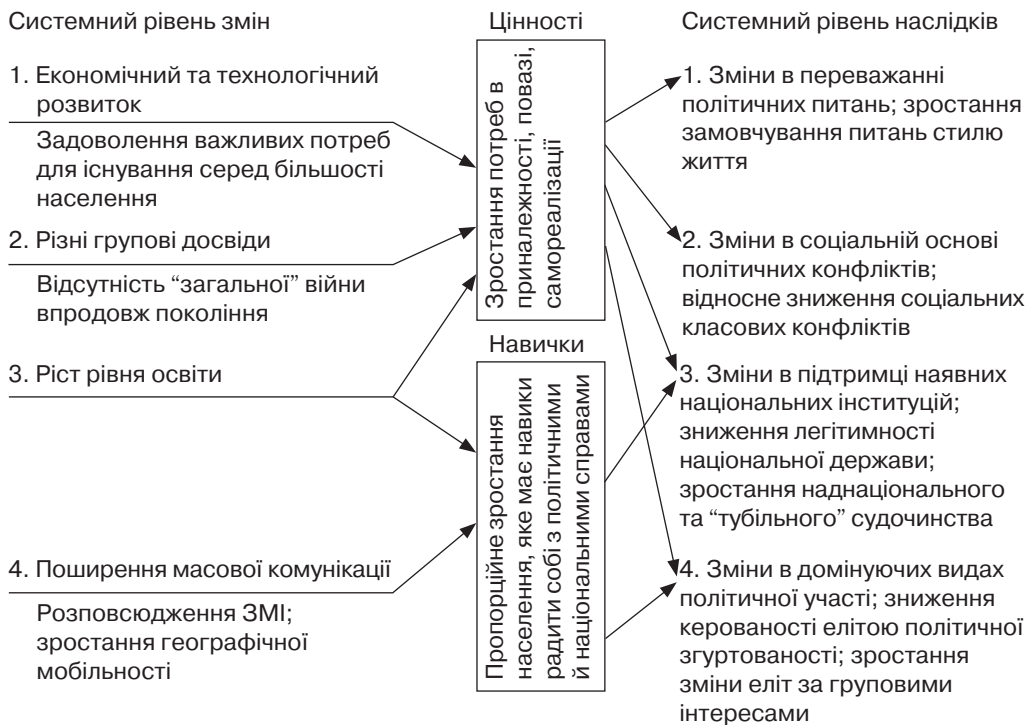 Системний рівень змін
1. Економічний та технологічний
розвиток
Задоволення важливих потреб
для існування серед більшості
населення
2. Різні групові досвіди
Відсутність “загальної” війни
впродовж покоління
3. Ріст рівня освіти
4. Поширення масової комунікації
Розповсюдження ЗМІ;
зростання географічної
мобільності
Цінності
Зростання потреб в
приналежності, повазі,
самореалізації
Навички
Пропорційне зростання
населення, яке має навики
радити собі з політичними
й національними справами
Системний рівень наслідків
1. Зміни в переважанні
політичних питань; зростання
замовчування питань стилю
життя
2. Зміни в соціальній основі
політичних конфліктів;
відносне зниження соціальних
класових конфліктів
3. Зміни в підтримці наявних
національних інституцій;
зниження легітимності
національної держави;
зростання наднаціонального
та “тубільного” судочинства
4. Зміни в домінуючих видах
політичної участі; зниження
керованості елітою політичної
згуртованості; зростання
зміни еліт за груповими
інтересами